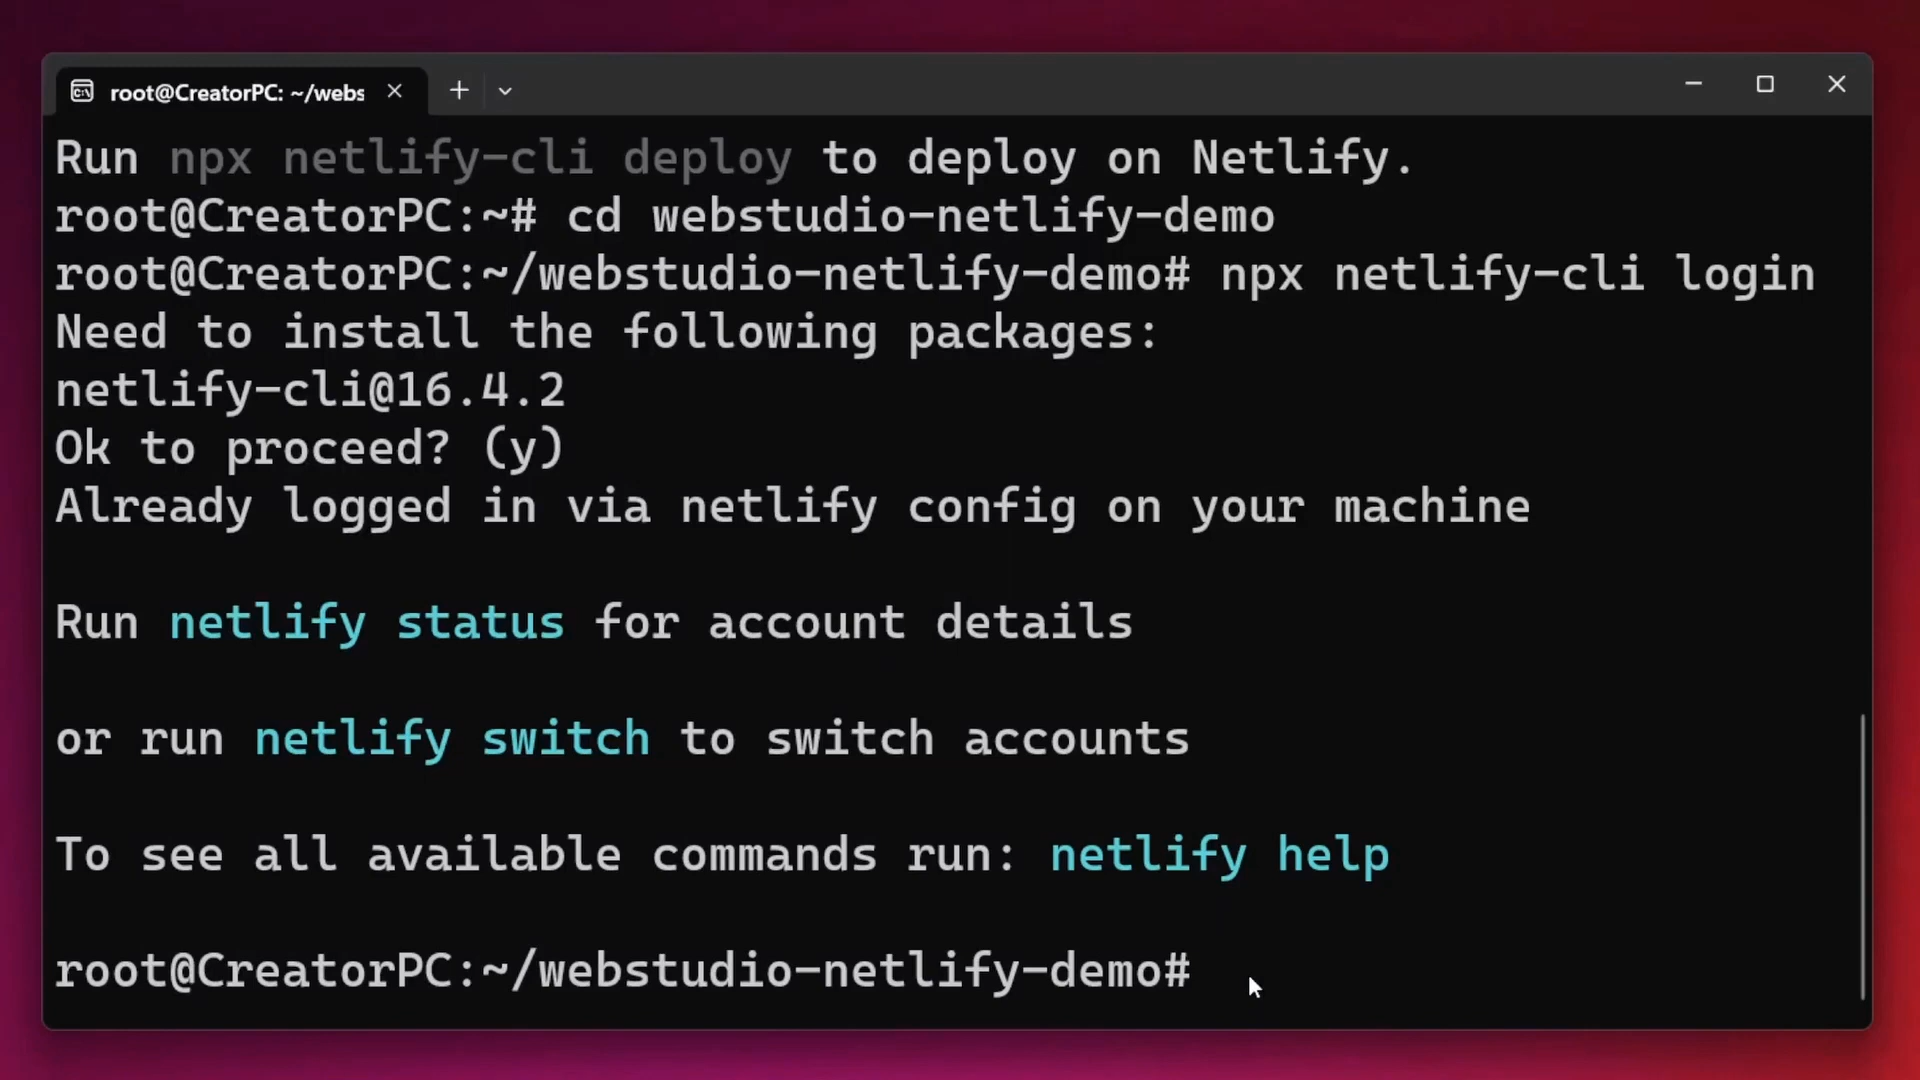 root@CreatorPC: ~/webs
Run npx netlify-cli deploy to deploy on Netlify.
root@CreatorPC:~# cd webstudio-netlify-demo
root@CreatorPC:~/webstudio-netlify-demo# npx netlify-cli login
Need to install the following packages:
netlify-cli@16.4.2
Ok to proceed? (y)
Already logged in via netlify config on your machine
Run netlify status for account details
or run netlify switch to switch accounts
To see all available commands run: netlify help
root@CreatorPC:~/webstudio-netlify-demo#